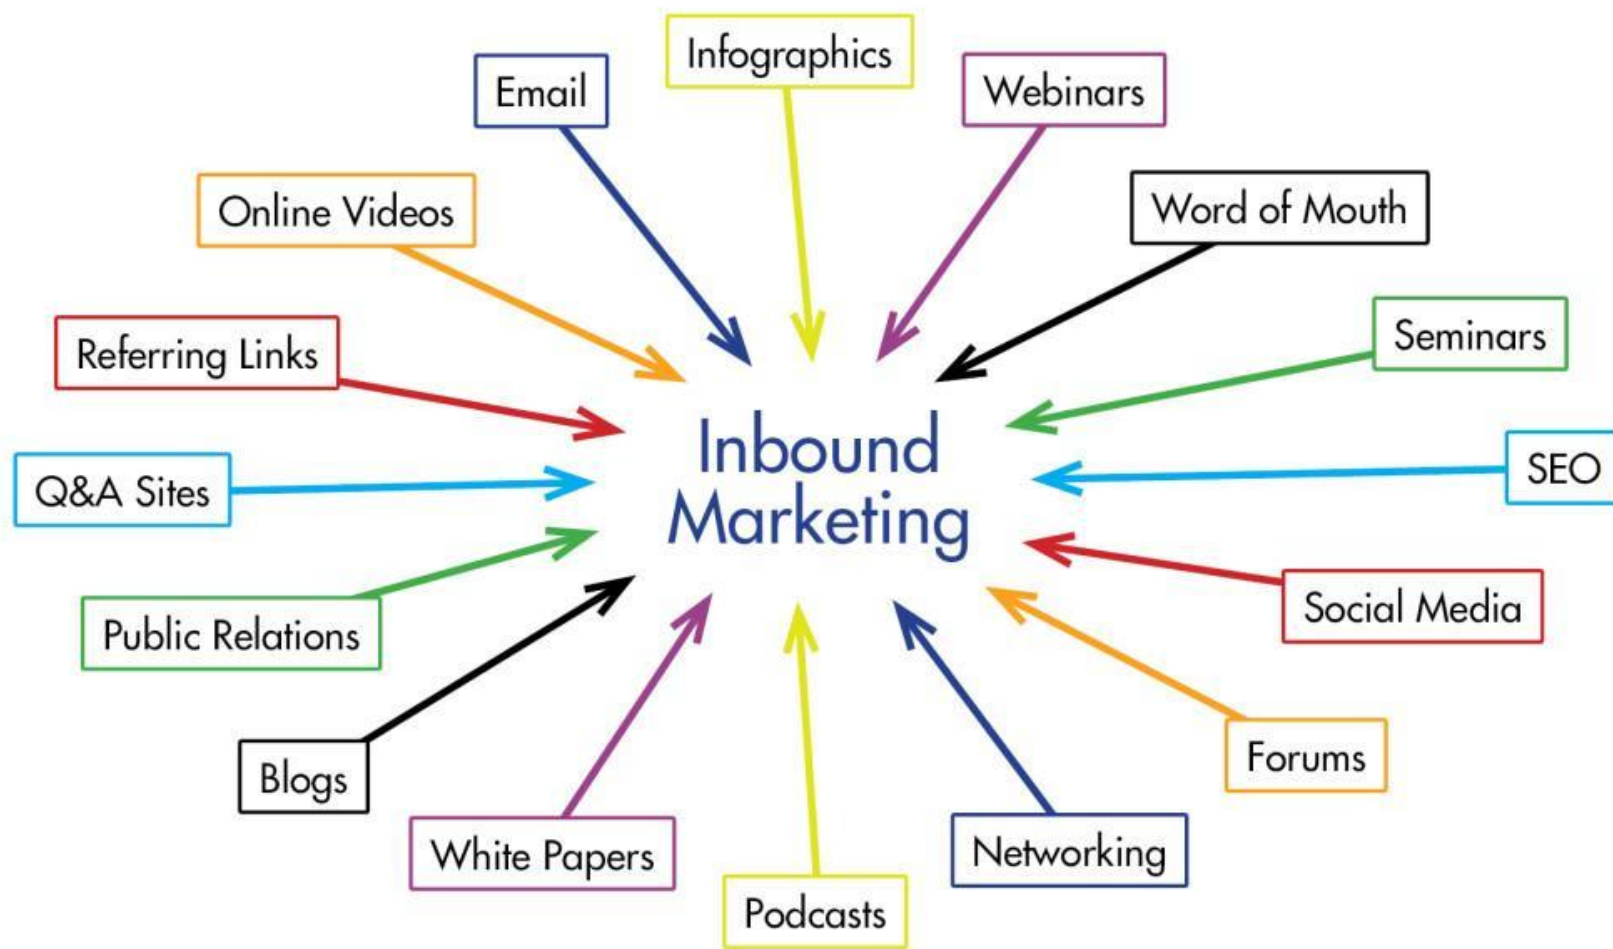 Infographics
Email
Webinars
Online Videos
Word of Mouth
Referring Links
Seminars
Inbound
Marketing
Q&A Sites
SEO
Public Relations
Social Media
Blogs
Forums
White Papers
Networking
Podcasts